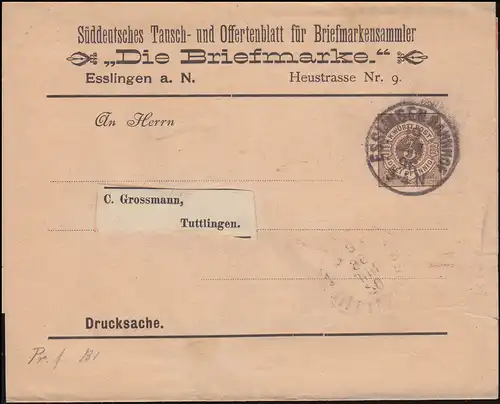 Süddeutsches Tausch- und Offertenblatt für Briefmarkensammler
„Die Briefmarke.“
Esslingen a. N. Heustrasse Nr. 9.
An Herrn
C. Grossmann,
Tuttlingen.
Drucksache.